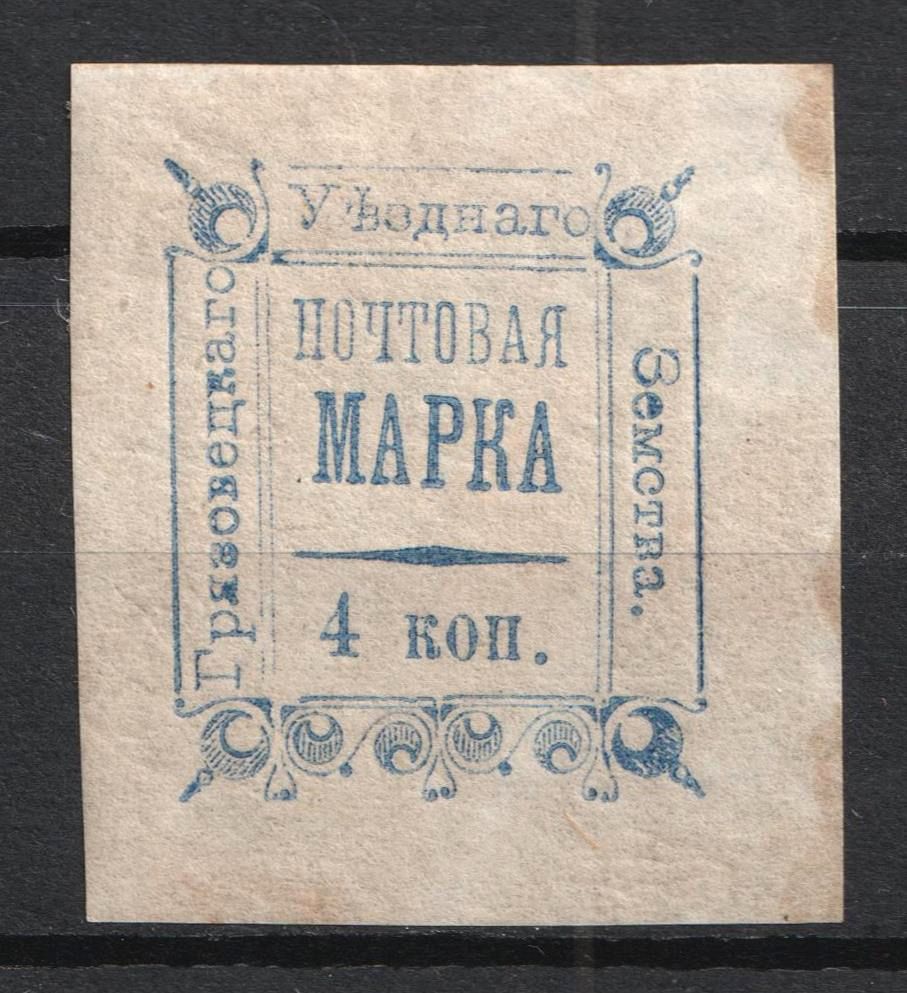 Грязовецкаго
Уѣзднаго
Земства.
ПОЧТОВАЯ
МАРКА
4 коп.